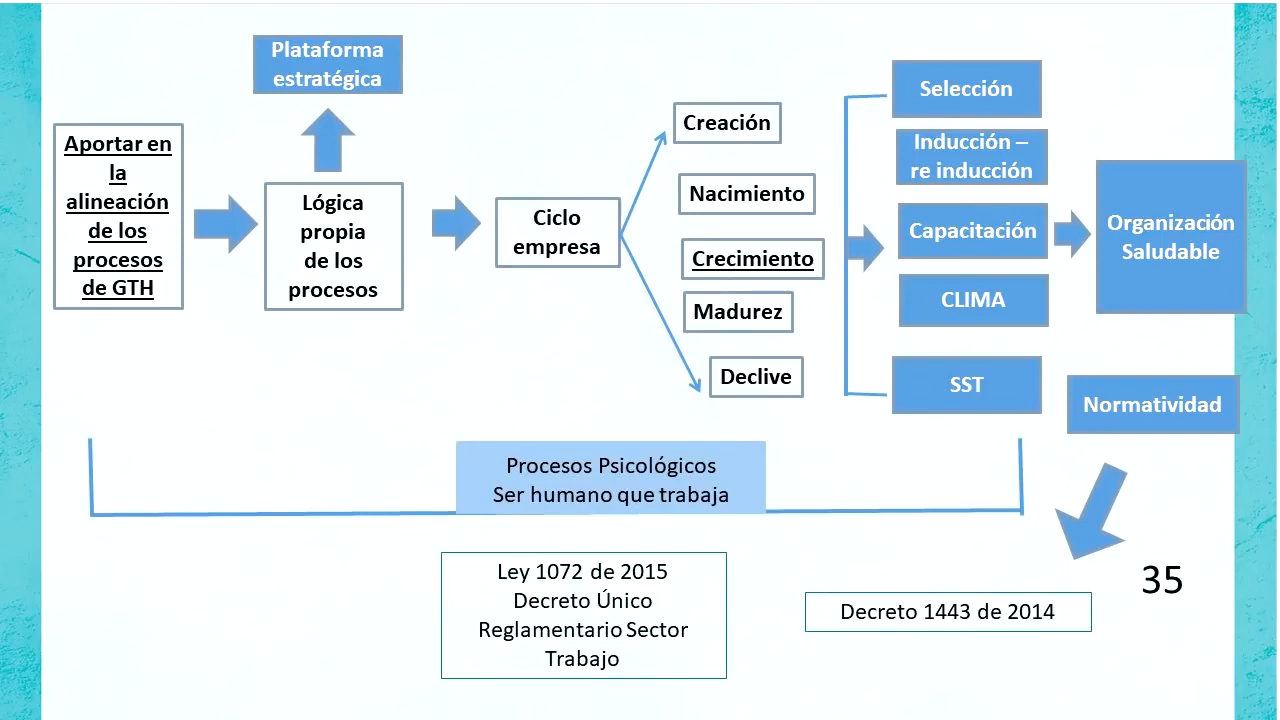 Plataforma
estratégica
Aportar en
la
alineación
de los
procesos
de GTH
Lógica
propia
de los
procesos
Ciclo
empresa
Creación
Nacimiento
Crecimiento
Madurez
Declive
Selección
Inducción –
re inducción
Capacitación
CLIMA
SST
Organización
Saludable
Normatividad
Procesos Psicológicos
Ser humano que trabaja
Ley 1072 de 2015
Decreto Único
Reglamentario Sector
Trabajo
Decreto 1443 de 2014
35